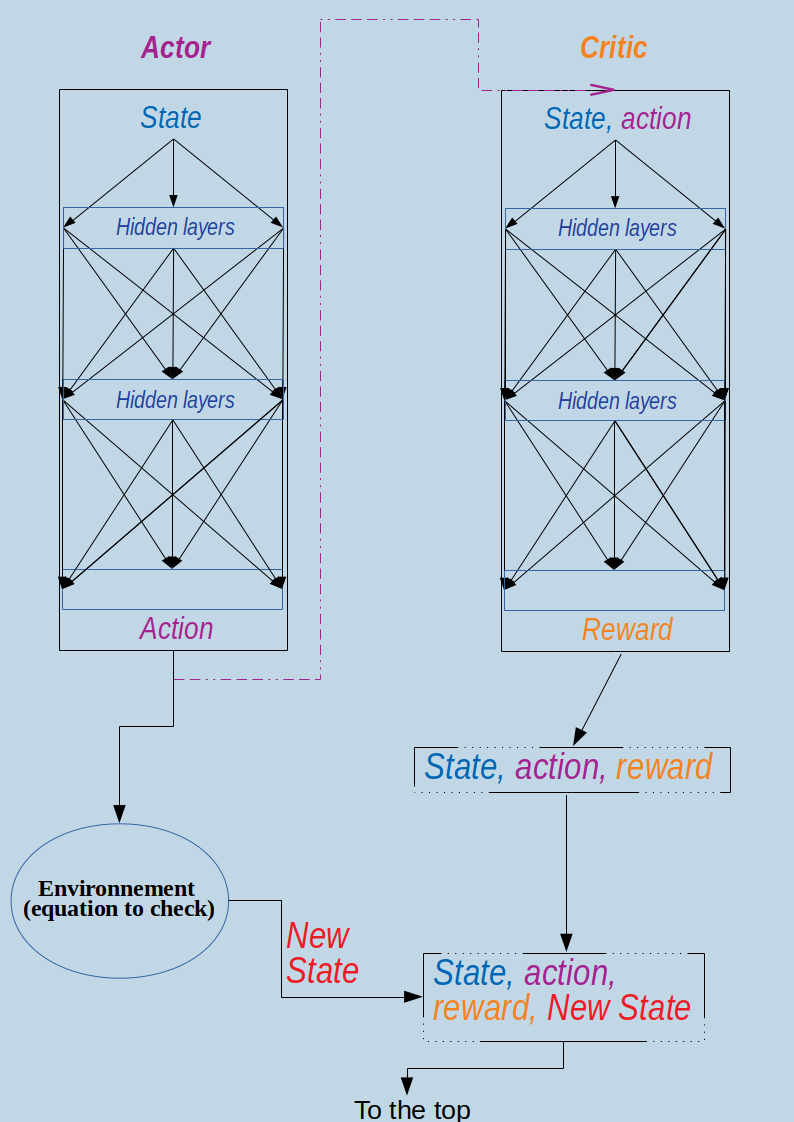 Actor
State
Hidden layers
Hidden layers
Action
Critic
State, action
Hidden layers
Hidden layers
Reward
State, action, reward
Environnement
(equation to check)
New
State
State, action,
reward, New State
To the top